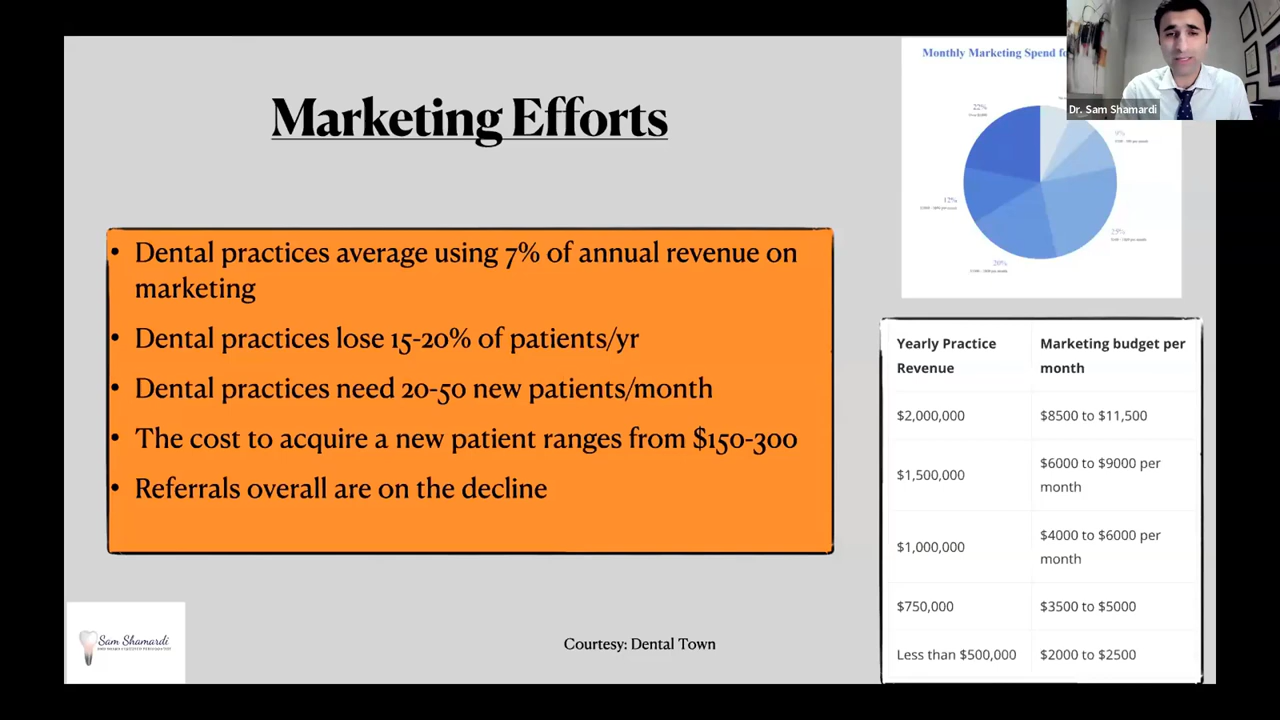 Marketing Efforts
• Dental practices average using 7% of annual revenue on
marketing
• Dental practices lose 15-20% of patients/yr
• Dental practices need 20-50 new patients/month
• The cost to acquire a new patient ranges from $150-300
• Referrals overall are on the decline
Courtesy: Dental Town
Sam Shamardi
Monthly Marketing Spend
Dr. Sam Shamardi
22%
9%
12%
25%
20%
Yearly Practice Revenue
Marketing budget per month
$2,000,000
$8500 to $11,500
$1,500,000
$6000 to $9000 per
month
$1,000,000
$4000 to $6000 per
month
$750,000
$3500 to $5000
Less than $500,000
$2000 to $2500